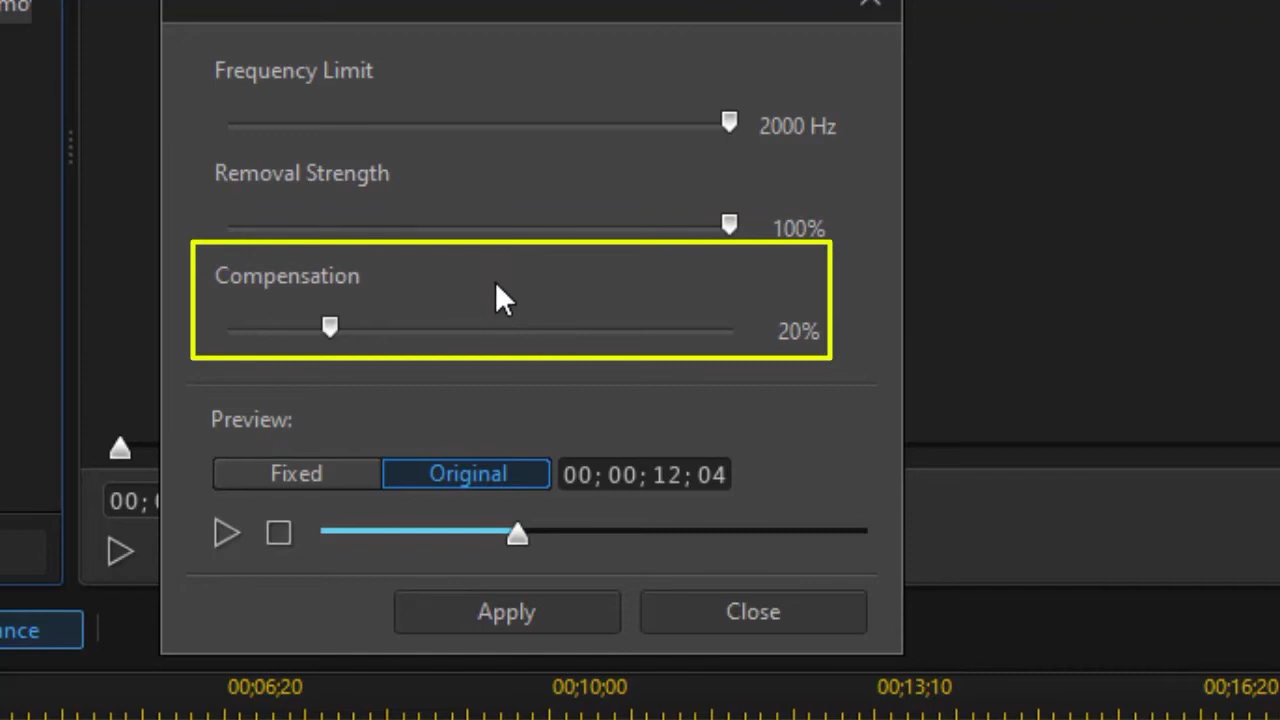 Frequency Limit
2000 Hz
Removal Strength
100%
Compensation
20%
Preview:
Fixed Original 00; 00; 12; 04
Apply Close
00;06;20 00;10;00 00;13;10 00;16;20